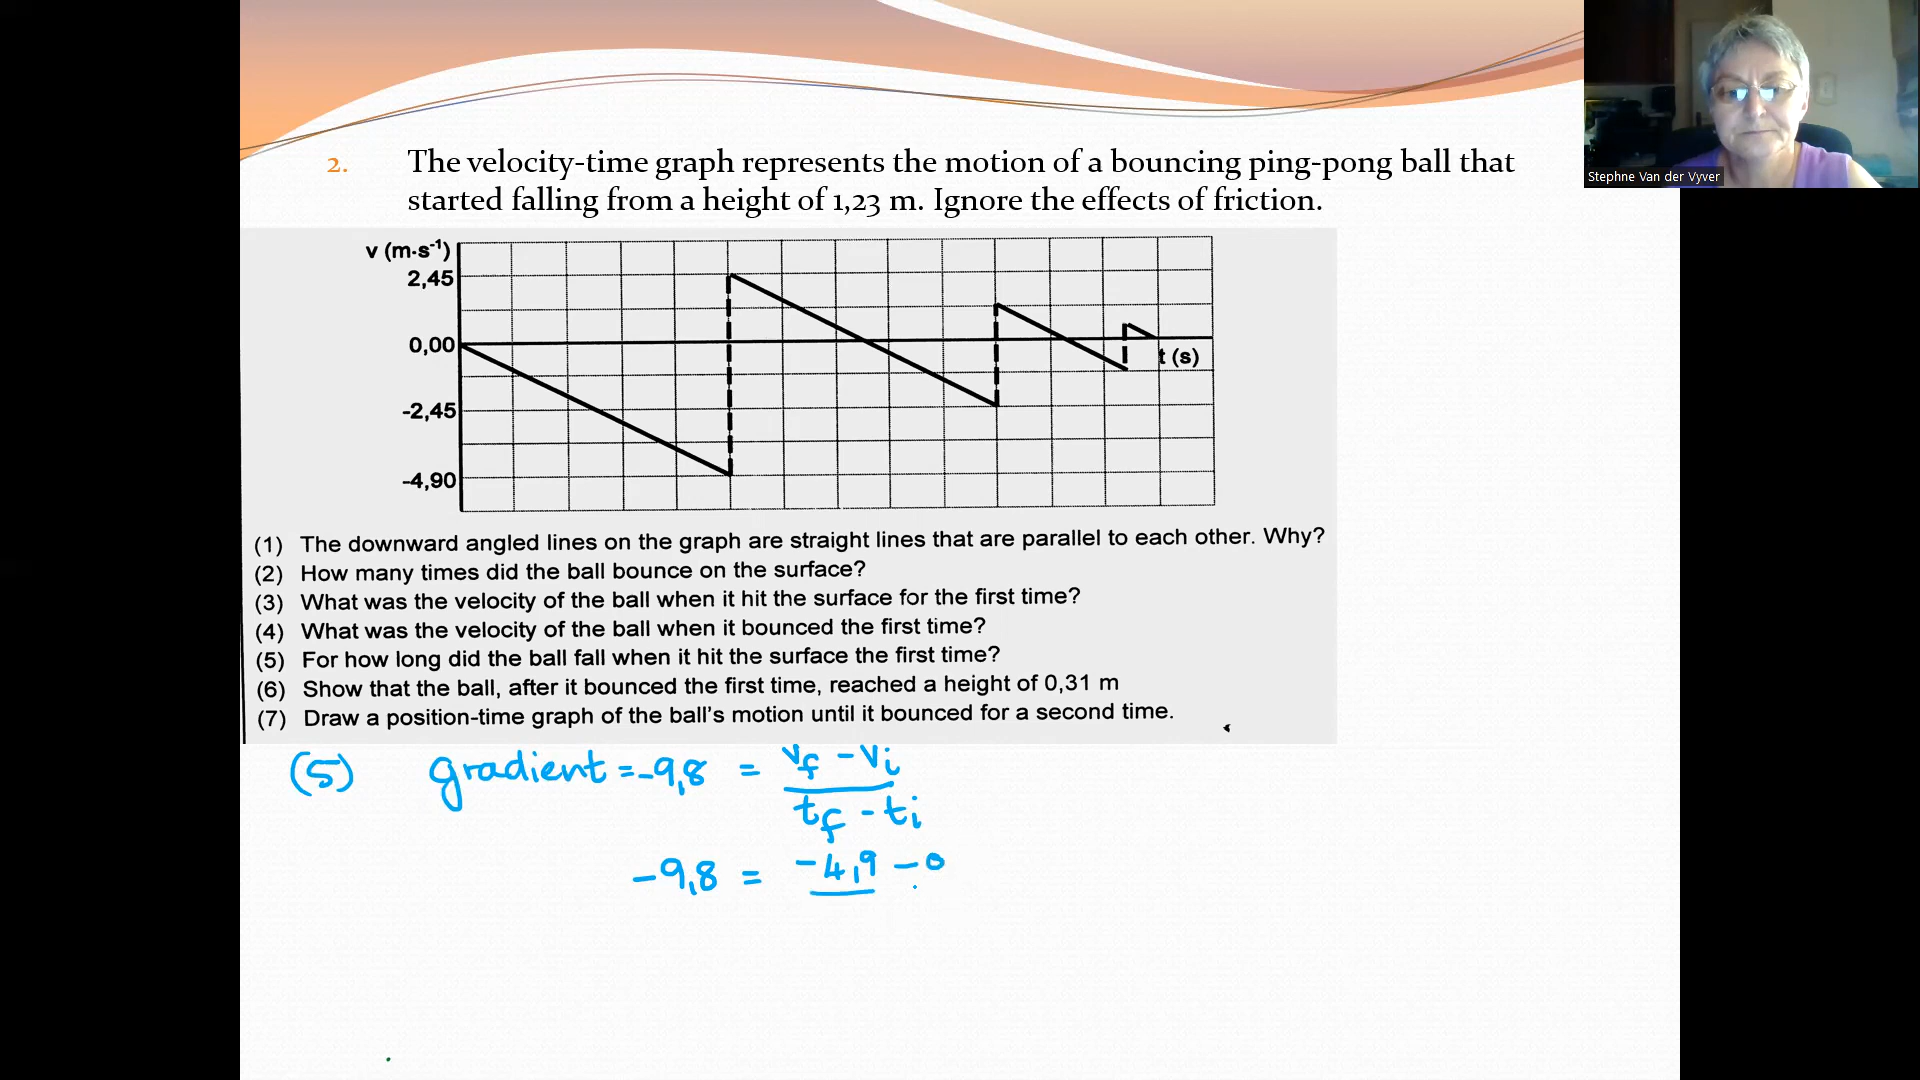 Stephne Van der Vyver
2. The velocity-time graph represents the motion of a bouncing ping-pong ball that
started falling from a height of 1,23 m. Ignore the effects of friction.
v (m·s⁻¹)
2,45
0,00
-2,45
-4,90
t (s)
(1) The downward angled lines on the graph are straight lines that are parallel to each other. Why?
(2) How many times did the ball bounce on the surface?
(3) What was the velocity of the ball when it hit the surface for the first time?
(4) What was the velocity of the ball when it bounced the first time?
(5) For how long did the ball fall when it hit the surface the first time?
(6) Show that the ball, after it bounced the first time, reached a height of 0,31 m
(7) Draw a position-time graph of the ball's motion until it bounced for a second time.
(5) gradient = -9,8 = vf - vi
tf - ti
-9,8 = -4,9 - 0